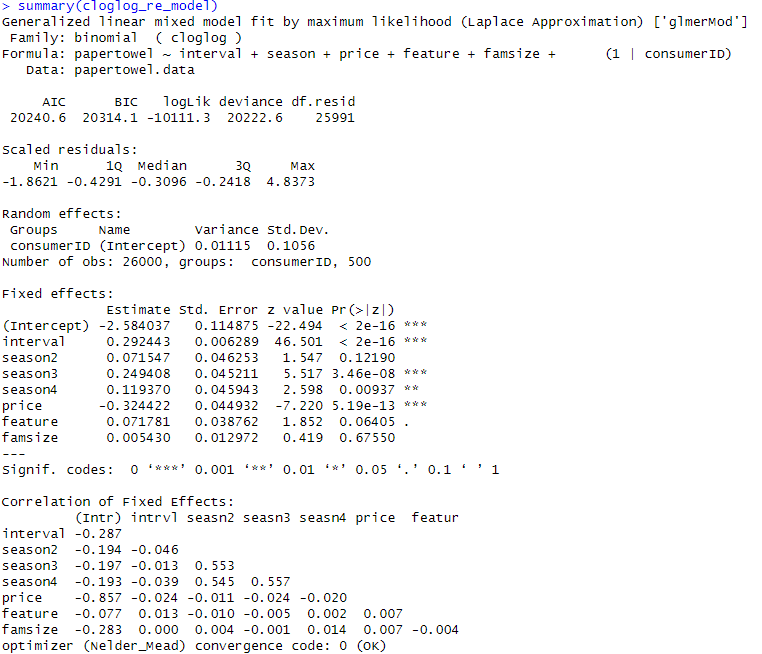 > summary(cloglog_re_model)
Generalized linear mixed model fit by maximum likelihood (Laplace Approximation) ['glmerMod']
 Family: binomial  ( cloglog )
Formula: papertowel ~ interval + season + price + feature + famsize +      (1 | consumerID)
   Data: papertowel.data

     AIC      BIC   logLik deviance df.resid
 20240.6  20314.1 -10111.3  20222.6    25991

Scaled residuals:
    Min      1Q  Median      3Q     Max
-1.8621 -0.4291 -0.3096 -0.2418  4.8373

Random effects:
 Groups     Name        Variance Std.Dev.
 consumerID (Intercept) 0.01115  0.1056
Number of obs: 26000, groups:  consumerID, 500

Fixed effects:
             Estimate Std. Error z value Pr(>|z|)
(Intercept) -2.584037   0.114875 -22.494  < 2e-16 ***
interval     0.292443   0.006289  46.501  < 2e-16 ***
season2      0.071547   0.046253   1.547  0.12190
season3      0.249408   0.045211   5.517 3.46e-08 ***
season4      0.119370   0.045943   2.598  0.00937 **
price       -0.324422   0.044932  -7.220 5.19e-13 ***
feature      0.071781   0.038762   1.852  0.06405 .
famsize      0.005430   0.012972   0.419  0.67550
---
Signif. codes:  0 ‘***’ 0.001 ‘**’ 0.01 ‘*’ 0.05 ‘.’ 0.1 ‘ ’ 1

Correlation of Fixed Effects:
         (Intr) intrvl seasn2 seasn3 seasn4 price  featur
interval -0.287
season2  -0.194 -0.046
season3  -0.197 -0.013  0.553
season4  -0.193 -0.039  0.545  0.557
price    -0.857 -0.024 -0.011 -0.024 -0.020
feature  -0.077  0.013 -0.010 -0.005  0.002  0.007
famsize  -0.283  0.000  0.004 -0.001  0.014  0.007 -0.004
optimizer (Nelder_Mead) convergence code: 0 (OK)